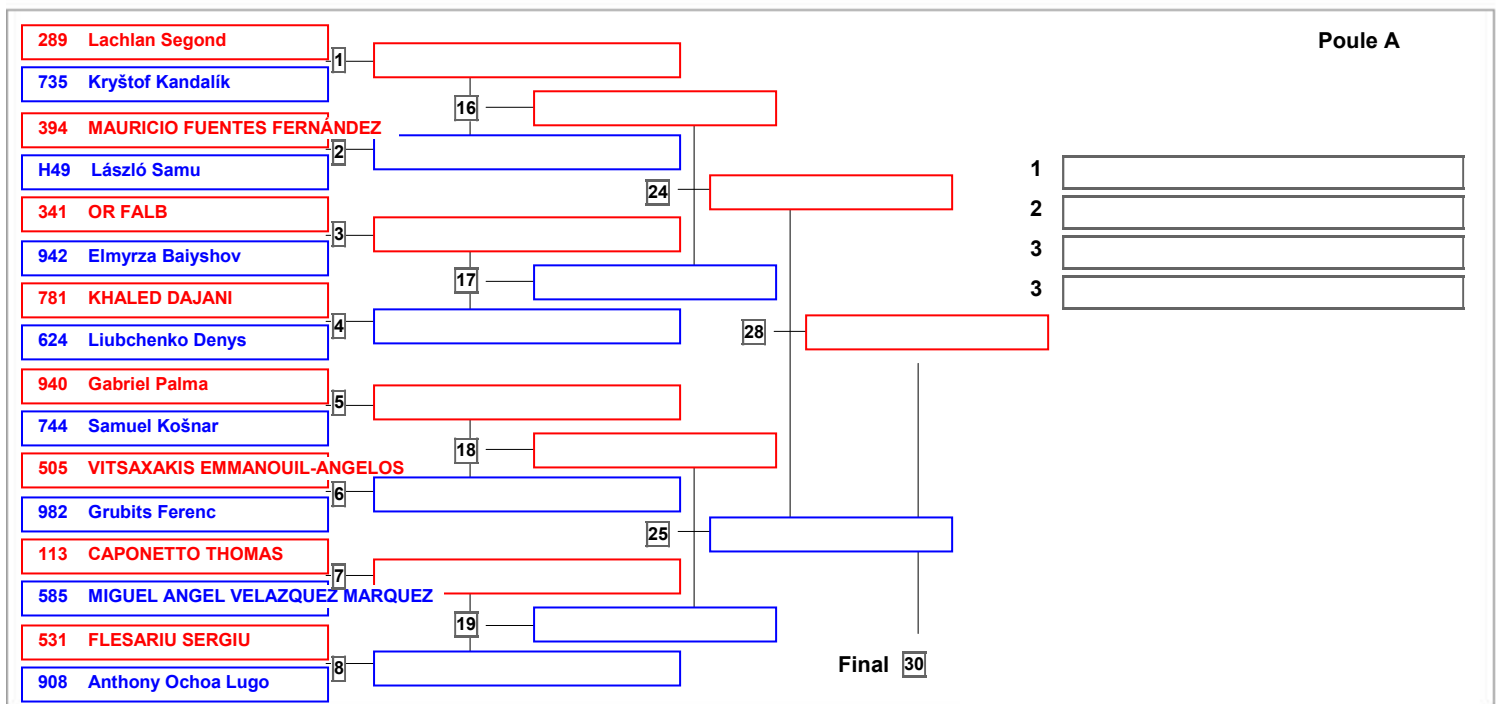 Poule A
289 Lachlan Segond
1
735 Kryštof Kandalík
16
394 MAURICIO FUENTES FERNÁNDEZ
2
H49 László Samu
341 OR FALB
3
942 Elmyrza Baiyshov
17
781 KHALED DAJANI
4
624 Liubchenko Denys
940 Gabriel Palma
5
744 Samuel Košnar
18
505 VITSAXAKIS EMMANOUIL-ANGELOS
6
982 Grubits Ferenc
113 CAPONETTO THOMAS
7
585 MIGUEL ANGEL VELAZQUEZ MARQUEZ
19
531 FLESARIU SERGIU
8
908 Anthony Ochoa Lugo
24
25
28
Final 30
1
2
3
3